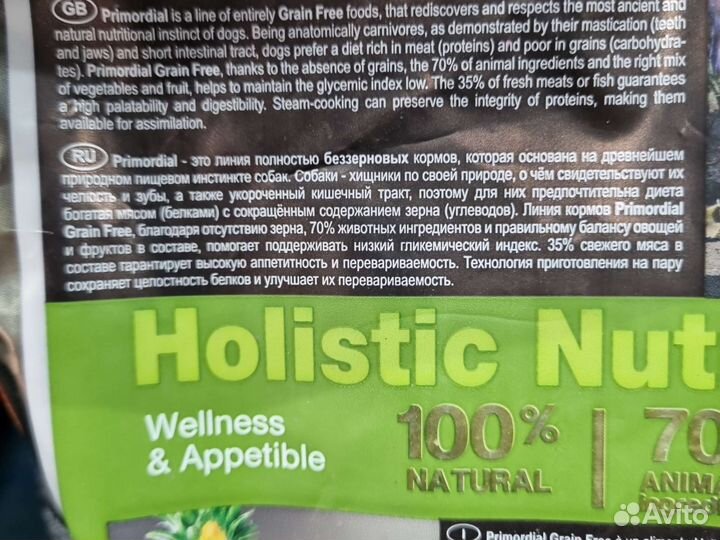 GB Primordial is a line of entirely Grain Free foods, that rediscovers and respects the most ancient and
natural nutritional instinct of dogs. Being anatomically carnivores, as demonstrated by their mastication (teeth
and jaws) and short intestinal tract, dogs prefer a diet rich in meat (proteins) and poor in grains (carbohydra-
tes). Primordial Grain Free, thanks to the absence of grains, the 70% of animal ingredients and the right mix
of vegetables and fruit, helps to maintain the glycemic index low. The 35% of fresh meats or fish guarantees
a high palatability and digestibility. Steam-cooking can preserve the integrity of proteins, making them
available for assimilation.
RU Primordial - это линия полностью беззерновых кормов, которая основана на древнейшем
природном пищевом инстинкте собак. Собаки - хищники по своей природе, о чём свидетельствуют их
челюсть и зубы, а также укороченный кишечный тракт, поэтому для них предпочтительна диета
богатая мясом (белками) с сокращённым содержанием зерна (углеводов). Линия кормов Primordial
Grain Free, благодаря отсутствию зерна, 70% животных ингредиентов и правильному балансу овощей
и фруктов в составе, помогает поддерживать низкий гликемический индекс. 35% свежего мяса в
составе гарантирует высокую аппетитность и перевариваемость. Технология приготовления на пару
сохраняет целостность белков и улучшает их перевариваемость.
Holistic Nut
Wellness
& Appetible
100%
NATURAL
70
ANIMA
I Primordial Grain Free è un
Avito